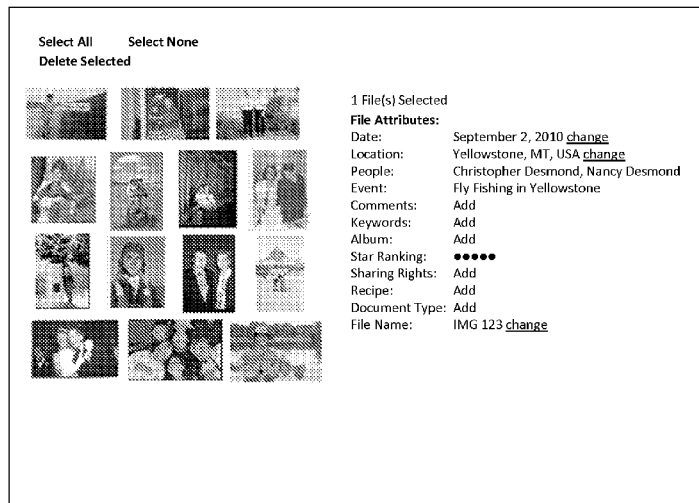 Select All Select None
Delete Selected
1 File(s) Selected
File Attributes:
Date: September 2, 2010 change
Location: Yellowstone, MT, USA change
People: Christopher Desmond, Nancy Desmond
Event: Fly Fishing in Yellowstone
Comments: Add
Keywords: Add
Album: Add
Star Ranking: ●●●●●
Sharing Rights: Add
Recipe: Add
Document Type: Add
File Name: IMG 123 change